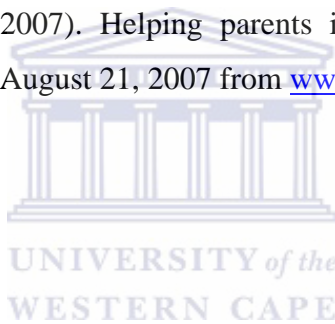 2007). Helping parents i
August 21, 2007 from ww
UNIVERSITY of the
WESTERN CAPE